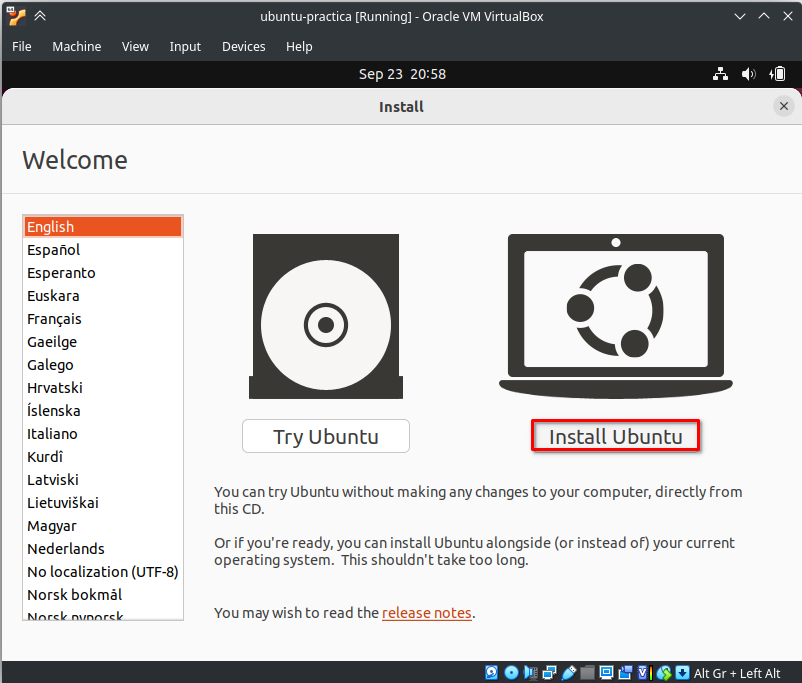 ubuntu-practica [Running] - Oracle VM VirtualBox
File Machine View Input Devices Help
Sep 23 20:58
Install
Welcome
English
Español
Esperanto
Euskara
Français
Gaeilge
Galego
Hrvatski
Íslenska
Italiano
Kurdî
Latviski
Lietuviškai
Magyar
Nederlands
No localization (UTF-8)
Norsk bokmål
Norsk nynorsk
Try Ubuntu
Install Ubuntu
You can try Ubuntu without making any changes to your computer, directly from
this CD.
Or if you're ready, you can install Ubuntu alongside (or instead of) your current
operating system. This shouldn't take too long.
You may wish to read the release notes.
Alt Gr + Left Alt